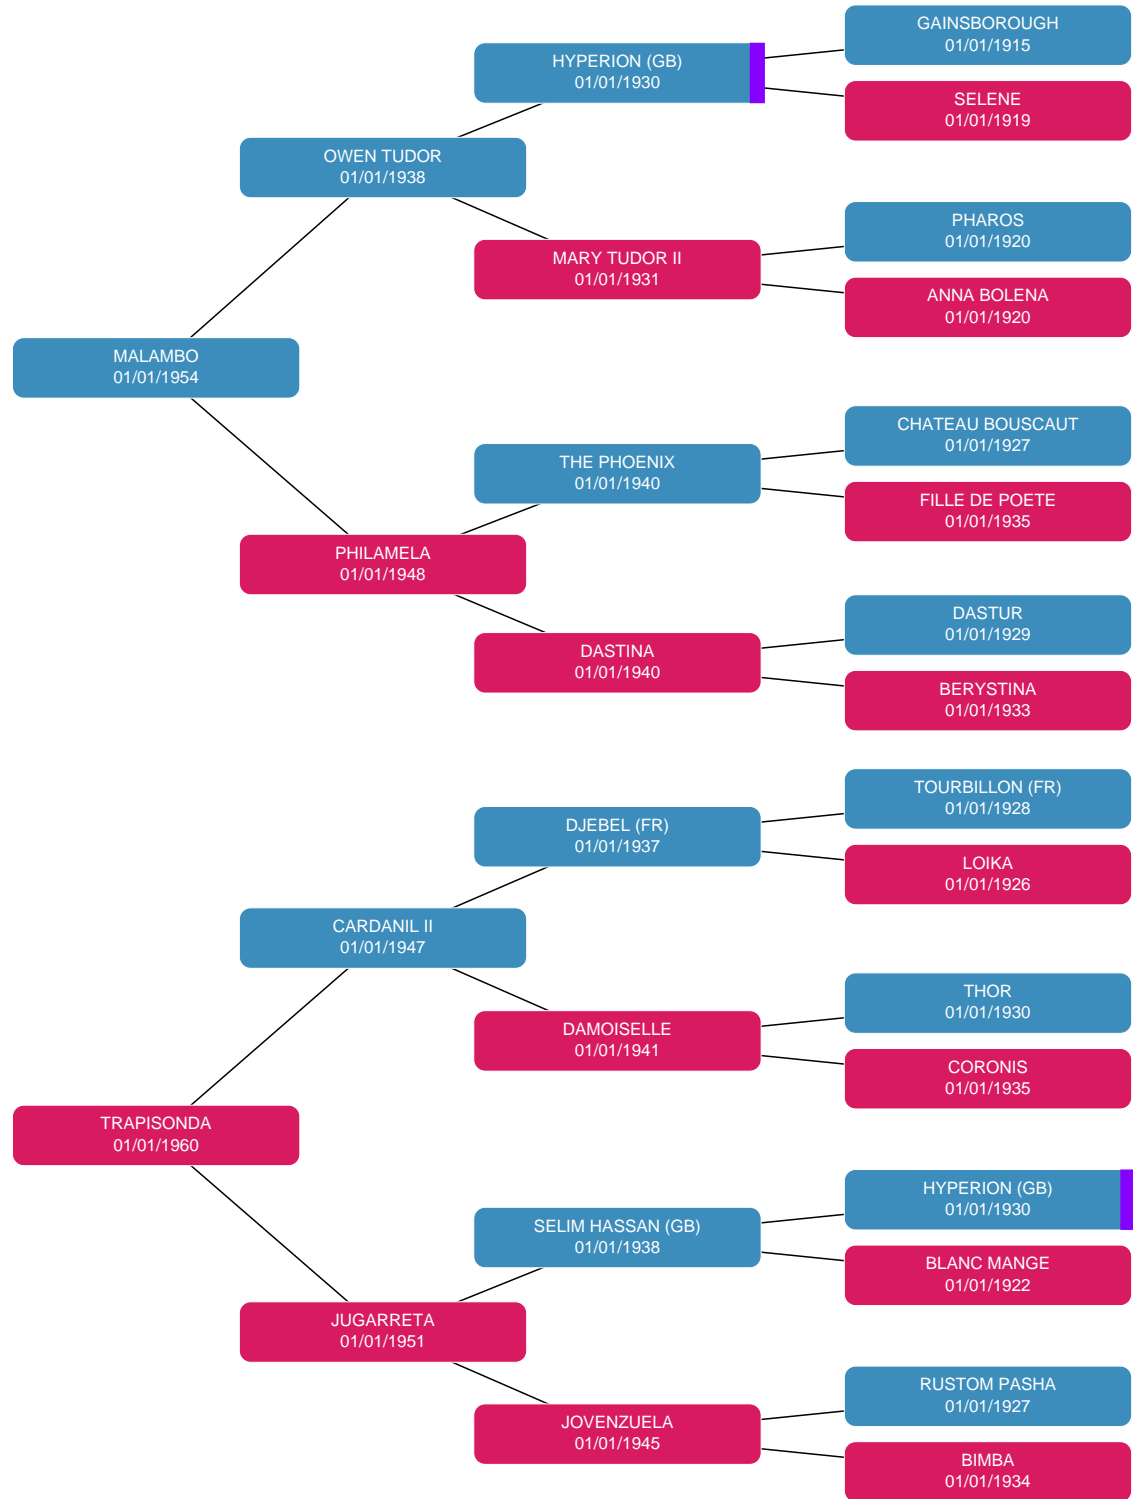 GAINSBOROUGH
01/01/1915
HYPERION (GB)
01/01/1930
SELENE
01/01/1919
OWEN TUDOR
01/01/1938
PHAROS
01/01/1920
MARY TUDOR II
01/01/1931
ANNA BOLENA
01/01/1920
MALAMBO
01/01/1954
CHATEAU BOUSCAUT
01/01/1927
THE PHOENIX
01/01/1940
FILLE DE POETE
01/01/1935
PHILAMELA
01/01/1948
DASTUR
01/01/1929
DASTINA
01/01/1940
BERYSTINA
01/01/1933
TOURBILLON (FR)
01/01/1928
DJEBEL (FR)
01/01/1937
LOIKA
01/01/1926
CARDANIL II
01/01/1947
THOR
01/01/1930
DAMOISELLE
01/01/1941
CORONIS
01/01/1935
TRAPISONDA
01/01/1960
HYPERION (GB)
01/01/1930
SELIM HASSAN (GB)
01/01/1938
BLANC MANGE
01/01/1922
JUGARRETA
01/01/1951
RUSTOM PASHA
01/01/1927
JOVENZUELA
01/01/1945
BIMBA
01/01/1934